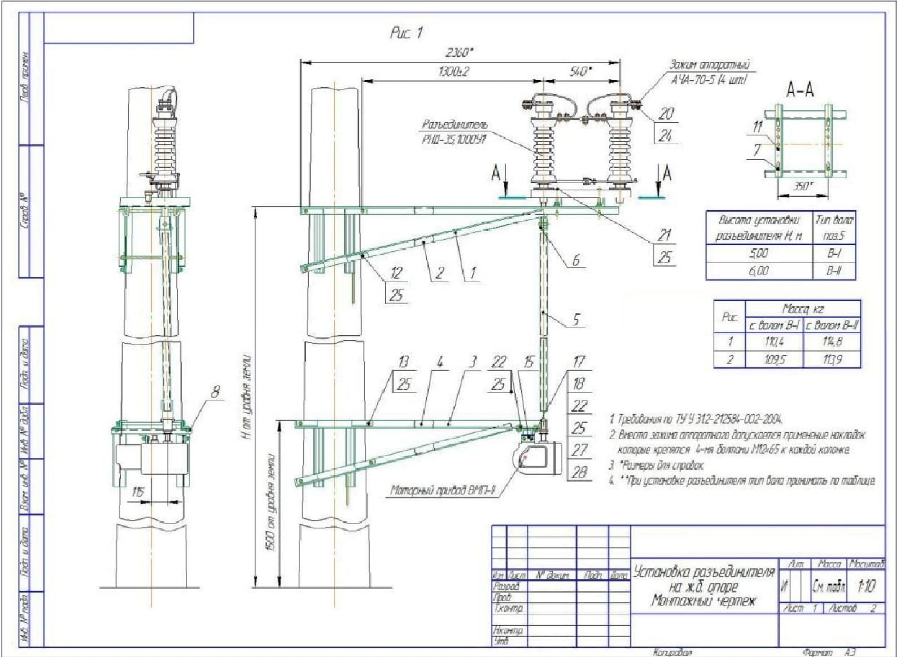 Рис. 1
2360*
1300±2
540*
Зажим аппаратный
АЧА-70-5 (4 шт)
Разъединитель
РНД-35.1000У1
20
24
А
А
21
25
6
12
25
2
1
5
13
25
4
3
22
25
15
17
18
22
25
27
28
Моторный привод ВМП-II
H от уровня земли
1500 от уровня земли
8
115
А-А
11
7
350*
Высота установки разъединителя Н, м
Тип вала поз.5
5,00 В-I
6,00 В-II
Рис.
Масса, кг
с валом В-I с валом В-II
1 110,4 114,8
2 109,5 113,9
1. Требования по ТУ У 31.2-212584-002-2004.
2. Вместо зажима аппаратного допускается применение накладок
которые крепятся 4-мя болтами М12х65 к каждой колонке.
3. *Размеры для справок
4. **При установке разъединителя тип вала принимать по таблице.
Изм. Лист № докум. Подп. Дата
Разраб.
Пров.
Т.контр.
Н.контр.
Утв.
Установка разъединителя
на ж.б. опоре
Монтажный чертеж
Лит. Масса Масштаб
И См. табл. 1:10
Лист 1 Листов 2
Копировал
Формат А3
Перв. примен.
Справ. №
Подп. и дата
Инв. № дубл.
Взам. инв. №
Подп. и дата
Инв. № подл.